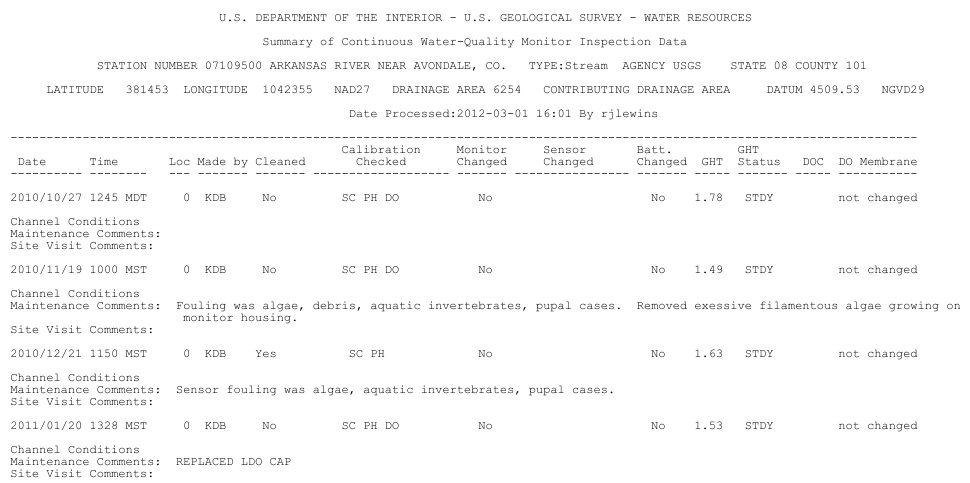 U.S. DEPARTMENT OF THE INTERIOR - U.S. GEOLOGICAL SURVEY - WATER RESOURCES
Summary of Continuous Water-Quality Monitor Inspection Data
STATION NUMBER 07109500 ARKANSAS RIVER NEAR AVONDALE, CO. TYPE:Stream AGENCY USGS STATE 08 COUNTY 101
LATITUDE 381453 LONGITUDE 1042355 NAD27 DRAINAGE AREA 6254 CONTRIBUTING DRAINAGE AREA DATUM 4509.53 NGVD29
Date Processed:2012-03-01 16:01 By rjlewins
Calibration Monitor Sensor Batt. GHT
Date Time Loc Made by Cleaned Checked Changed Changed Changed GHT Status DOC DO Membrane
2010/10/27 1245 MDT 0 KDB No SC PH DO No No 1.78 STDY not changed
Channel Conditions
Maintenance Comments:
Site Visit Comments:
2010/11/19 1000 MST 0 KDB No SC PH DO No No 1.49 STDY not changed
Channel Conditions
Maintenance Comments: Fouling was algae, debris, aquatic invertebrates, pupal cases. Removed exessive filamentous algae growing on
monitor housing.
Site Visit Comments:
2010/12/21 1150 MST 0 KDB Yes SC PH No No 1.63 STDY not changed
Channel Conditions
Maintenance Comments: Sensor fouling was algae, aquatic invertebrates, pupal cases.
Site Visit Comments:
2011/01/20 1328 MST 0 KDB No SC PH DO No No 1.53 STDY not changed
Channel Conditions
Maintenance Comments: REPLACED LDO CAP
Site Visit Comments: